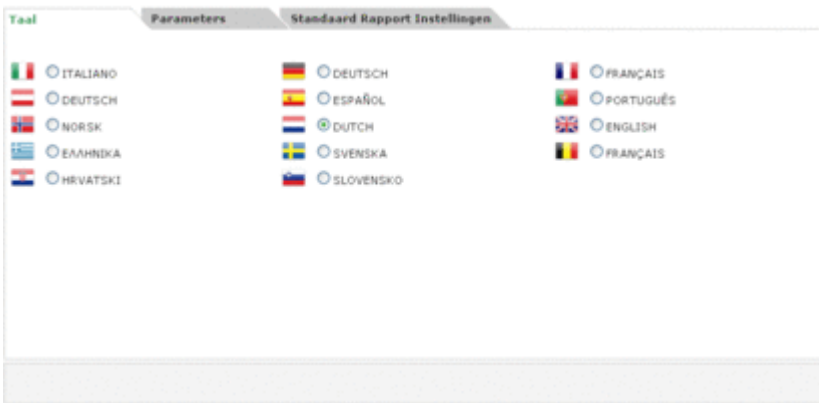 Taal Parameters Standaard Rapport Instellingen
ITALIANO DEUTSCH FRANÇAIS
DEUTSCH ESPAÑOL PORTUGUÊS
NORSK DUTCH ENGLISH
ΕΛΛΗΝΙΚΑ SVENSKA FRANÇAIS
HRVATSKI SLOVENSKO